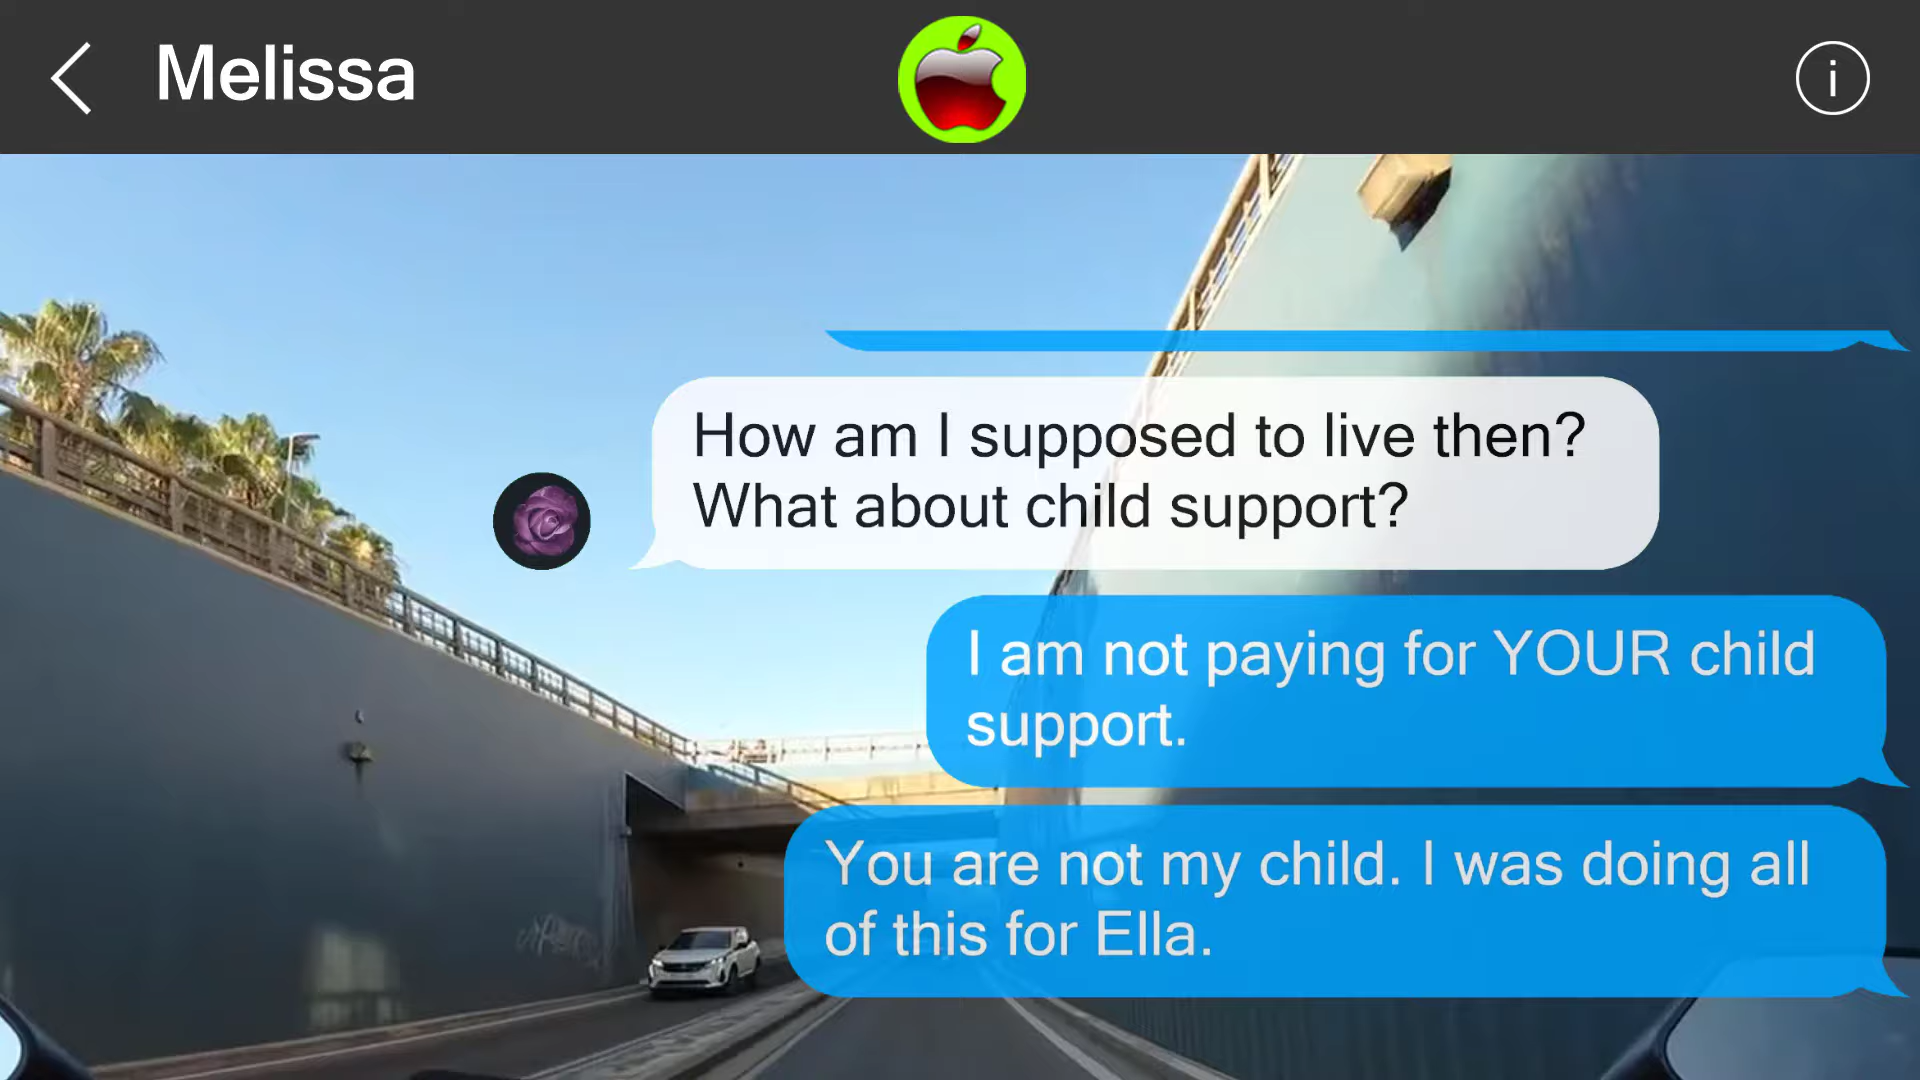 Melissa
How am I supposed to live then?
What about child support?
I am not paying for YOUR child
support.
You are not my child. I was doing all
of this for Ella.